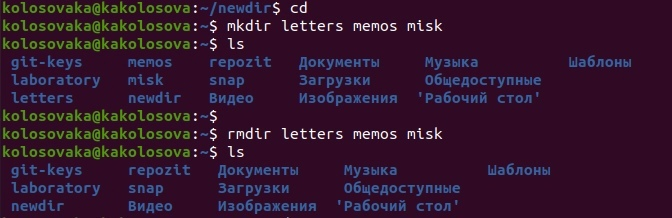 kolosovaka@kakolosova:~/newdir$ cd
kolosovaka@kakolosova:~$ mkdir letters memos misk
kolosovaka@kakolosova:~$ ls
git-keys memos repozit Документы Музыка Шаблоны
laboratory misk snap Загрузки Общедоступные
letters newdir Видео Изображения 'Рабочий стол'
kolosovaka@kakolosova:~$
kolosovaka@kakolosova:~$ rmdir letters memos misk
kolosovaka@kakolosova:~$ ls
git-keys repozit Документы Музыка Шаблоны
laboratory snap Загрузки Общедоступные
newdir Видео Изображения 'Рабочий стол'